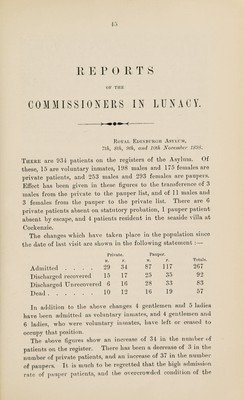 45
REPORTS
OF THE
COMMISSIONERS IN LUNACY.
ROYAL EDINBURGH ASYLUM,
7th, 8th, 9th, and 10th November 1898.
THERE are 934 patients on the registers of the Asylum. Of
these, 15 are voluntary inmates, 198 males and 175 females are
private patients, and 253 males and 293 females are paupers.
Effect has been given in these figures to the transference of 3
males from the private to the pauper list, and of 11 males and
3 females from the pauper to the private list. There are 6
private patients absent on statutory probation, 1 pauper patient
absent by escape, and 4 patients resident in the seaside villa at
Cockenzie.
The changes which have taken place in the population since
the date of last visit are shown in the following statement :—
Private. Pauper.
M. F. M. F. Totals.
Admitted . . . . 29 34 87 117 267
Discharged recovered 15 17 25 35 92
Discharged unrecovered 6 16 28 33 83
Dead . . . . . . . 10 12 16 19 57
In addition to the above changes 4 gentlemen and 5 ladies
have been admitted as voluntary inmates, and 4 gentlemen and
6 ladies, who were voluntary inmates, have left or ceased to
occupy that position.
The above figures show an increase of 34 in the number of
patients on the register. There has been a decrease of 3 in the
number of private patients, and an increase of 37 in the number
of paupers. It is much to be regretted that the high admission
rate of pauper patients, and the overcrowded condition of the